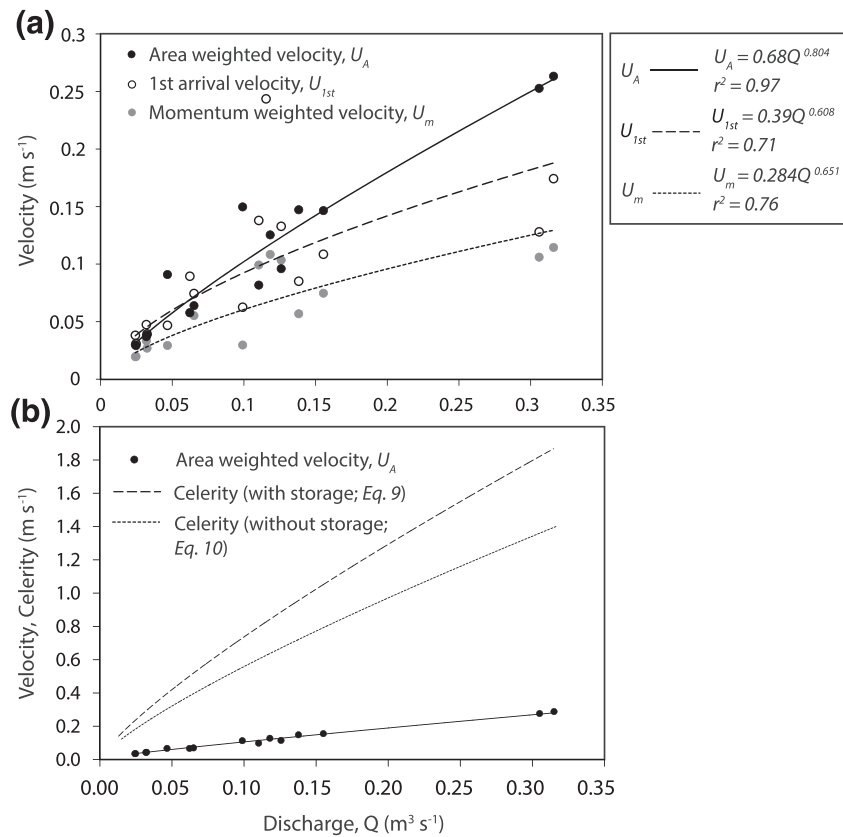 (a)
0.3
0.25
0.2
0.15
0.1
0.05
0
Velocity (m s⁻¹)
Area weighted velocity, U_A
1st arrival velocity, U_1st
Momentum weighted velocity, U_m
0
0.05
0.1
0.15
0.2
0.25
0.3
0.35
U_A
U_A = 0.68Q^0.804
r² = 0.97
U_1st
U_1st = 0.39Q^0.608
r² = 0.71
U_m
U_m = 0.284Q^0.651
r² = 0.76
(b)
2.0
1.8
1.6
1.4
1.2
1.0
0.8
0.6
0.4
0.2
0.0
Velocity, Celerity (m s⁻¹)
Area weighted velocity, U_A
Celerity (with storage; Eq. 9)
Celerity (without storage;
Eq. 10)
0.00
0.05
0.10
0.15
0.20
0.25
0.30
0.35
Discharge, Q (m³ s⁻¹)